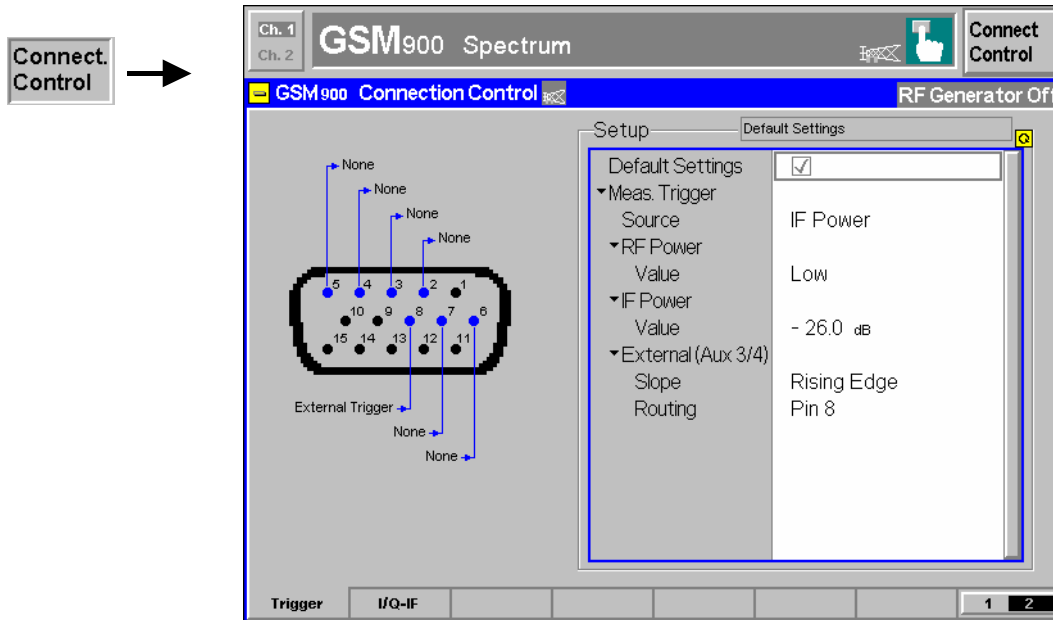 Connect.
Control
Ch. 1
Ch. 2
GSM900 Spectrum
Connect
Control
GSM900 Connection Control
RF Generator Off
None
None
None
None
5 4 3 2 1
10 9 8 7 6
15 14 13 12 11
External Trigger
None
None
Setup
Default Settings
Default Settings
Meas. Trigger
Source IF Power
RF Power
Value Low
IF Power
Value - 26.0 dB
External (Aux 3/4)
Slope Rising Edge
Routing Pin 8
Trigger I/Q-IF 1 2